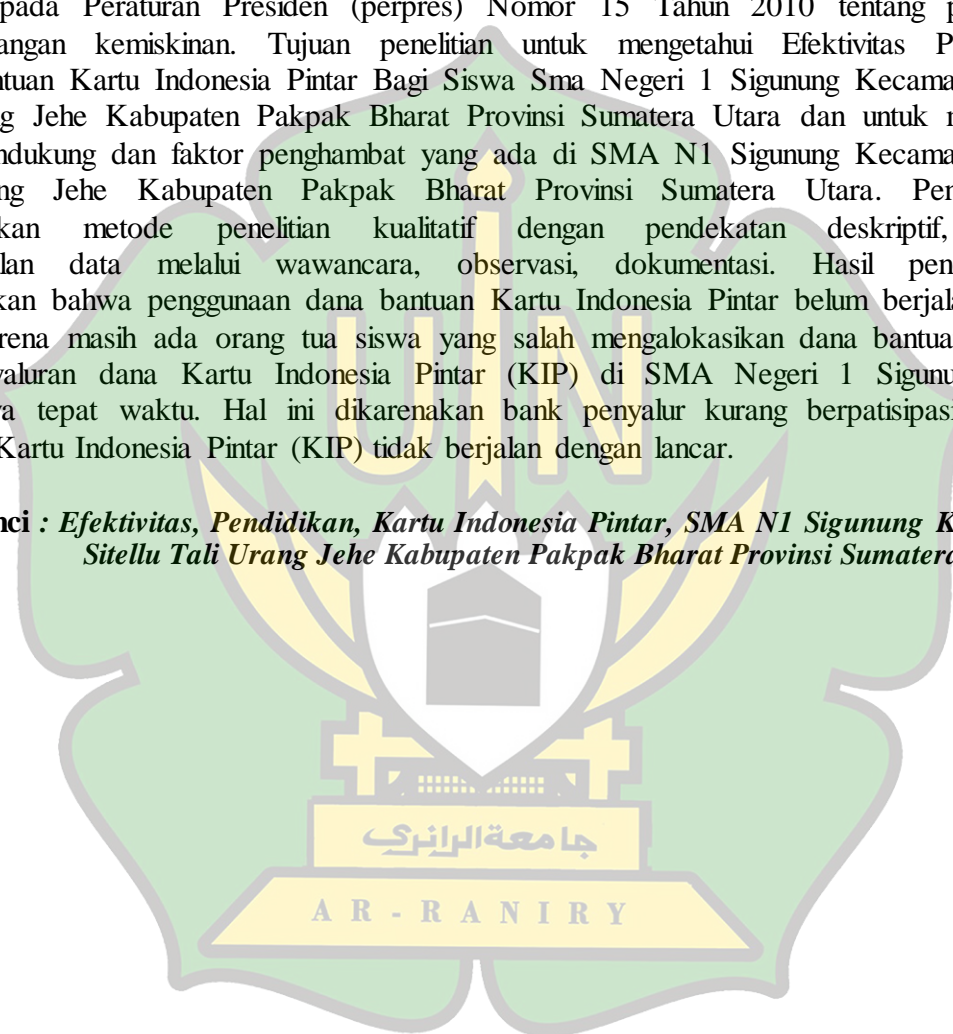 pada Peraturan Presiden (perpres) Nomor 15 Tahun 2010 tentang
angan kemiskinan. Tujuan penelitian untuk mengetahui Efektivitas
ntuan Kartu Indonesia Pintar Bagi Siswa Sma Negeri 1 Sigunung Kecama
g Jehe Kabupaten Pakpak Bharat Provinsi Sumatera Utara dan untuk
ndukung dan faktor penghambat yang ada di SMA N1 Sigunung Kecama
ng Jehe Kabupaten Pakpak Bharat Provinsi Sumatera Utara. Pen
kan metode penelitian kualitatif dengan pendekatan deskriptif,
lan data melalui wawancara, observasi, dokumentasi. Hasil pen
kan bahwa penggunaan dana bantuan Kartu Indonesia Pintar belum berjala
rena masih ada orang tua siswa yang salah mengalokasikan dana bantua
yaluran dana Kartu Indonesia Pintar (KIP) di SMA Negeri 1 Sigunu
a tepat waktu. Hal ini dikarenakan bank penyalur kurang berpatisipasi
Kartu Indonesia Pintar (KIP) tidak berjalan dengan lancar.
nci : Efektivitas, Pendidikan, Kartu Indonesia Pintar, SMA N1 Sigunung K
Sitellu Tali Urang Jehe Kabupaten Pakpak Bharat Provinsi Sumatera
UIN
جامعةالرانري
AR-RANIRY